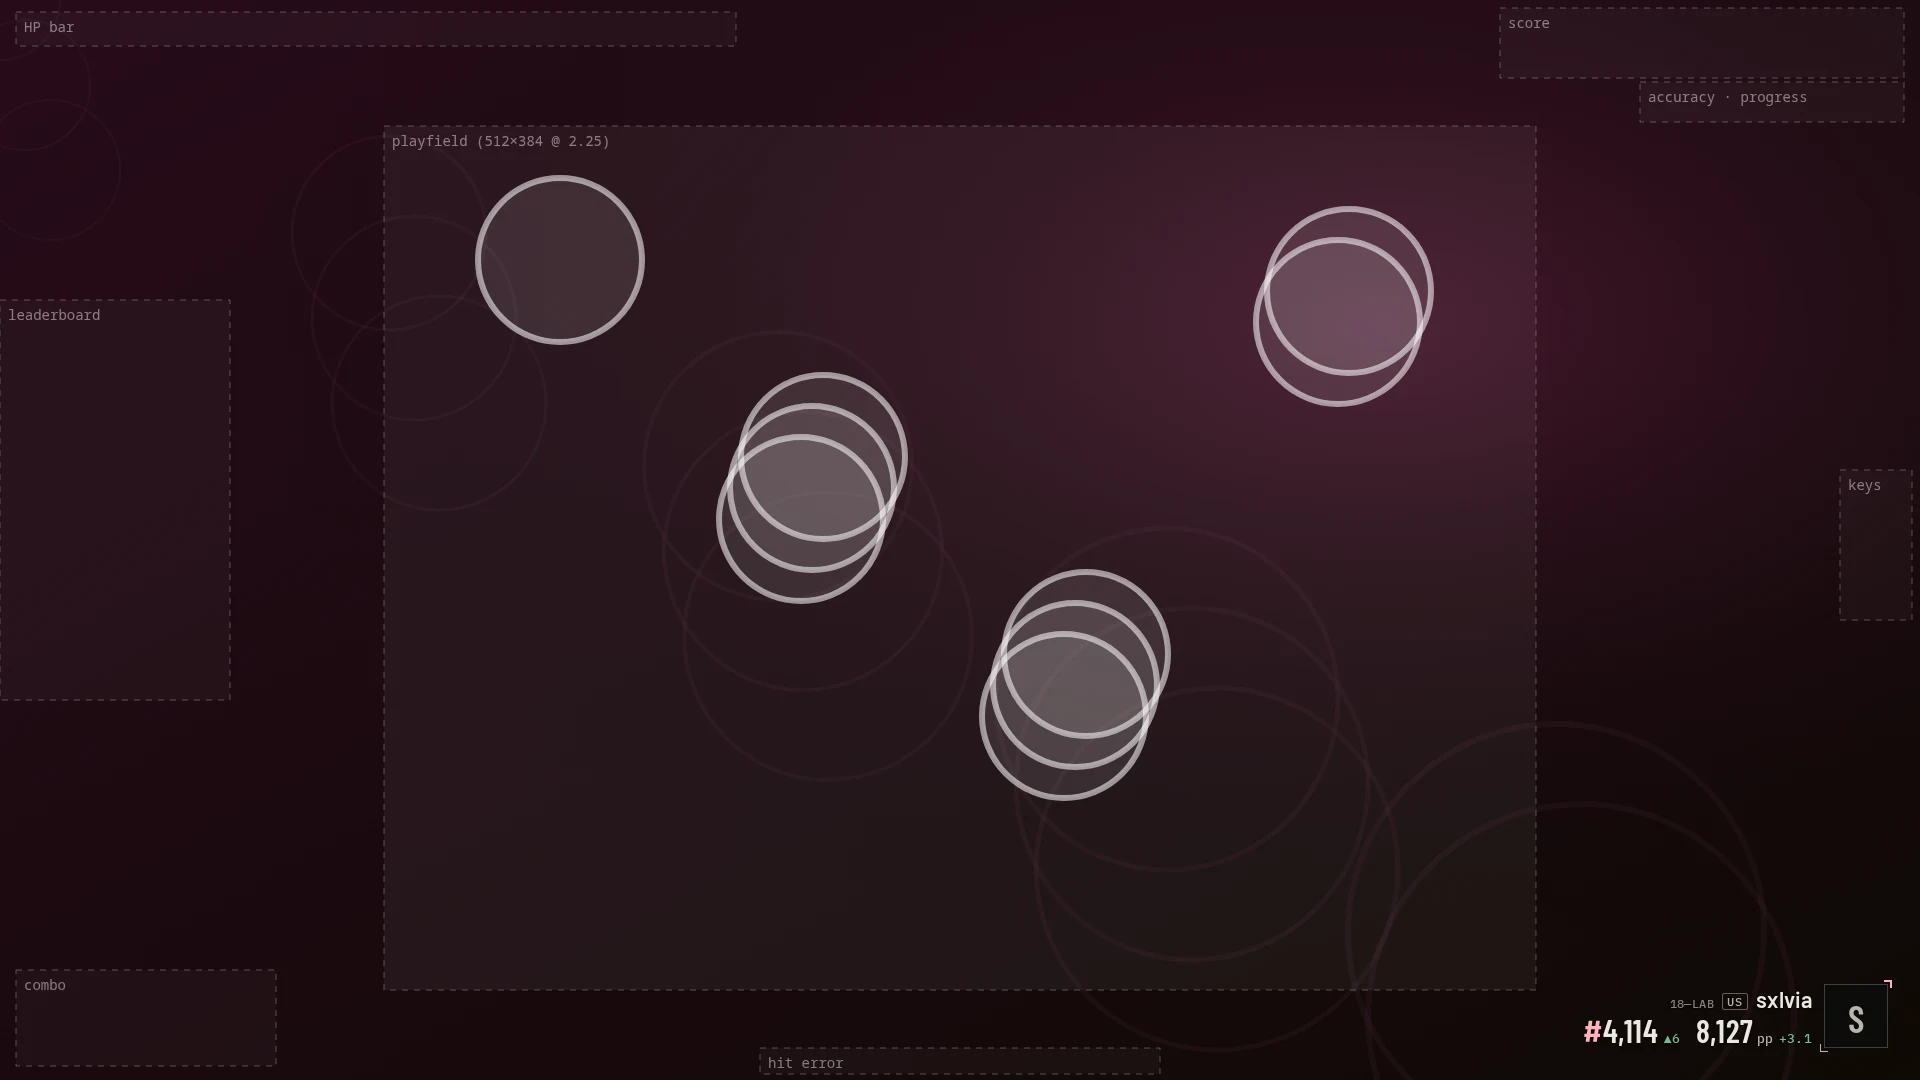 HP bar
score
accuracy · progress
playfield (512×384 @ 2.25)
leaderboard
keys
combo
18—LAB US sxlvia
#4,114 ▲6 8,127 pp +3.1
S
hit error